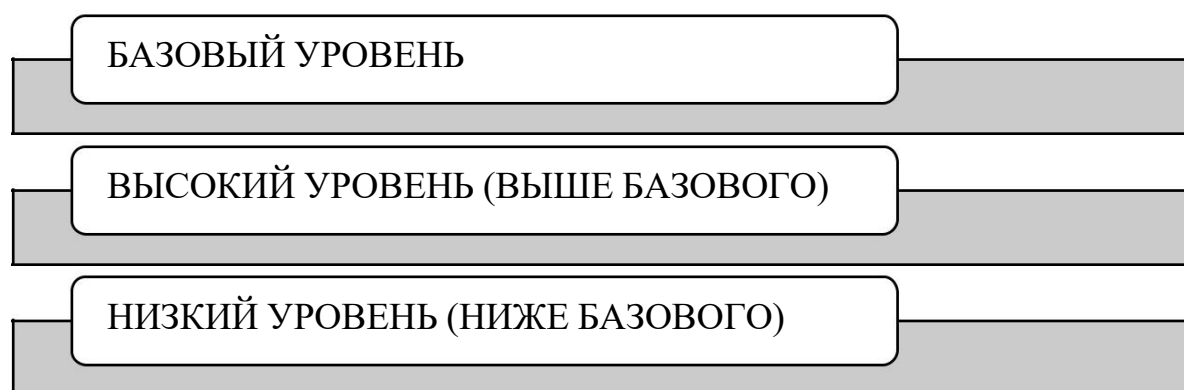 БАЗОВЫЙ УРОВЕНЬ
ВЫСОКИЙ УРОВЕНЬ (ВЫШЕ БАЗОВОГО)
НИЗКИЙ УРОВЕНЬ (НИЖЕ БАЗОВОГО)